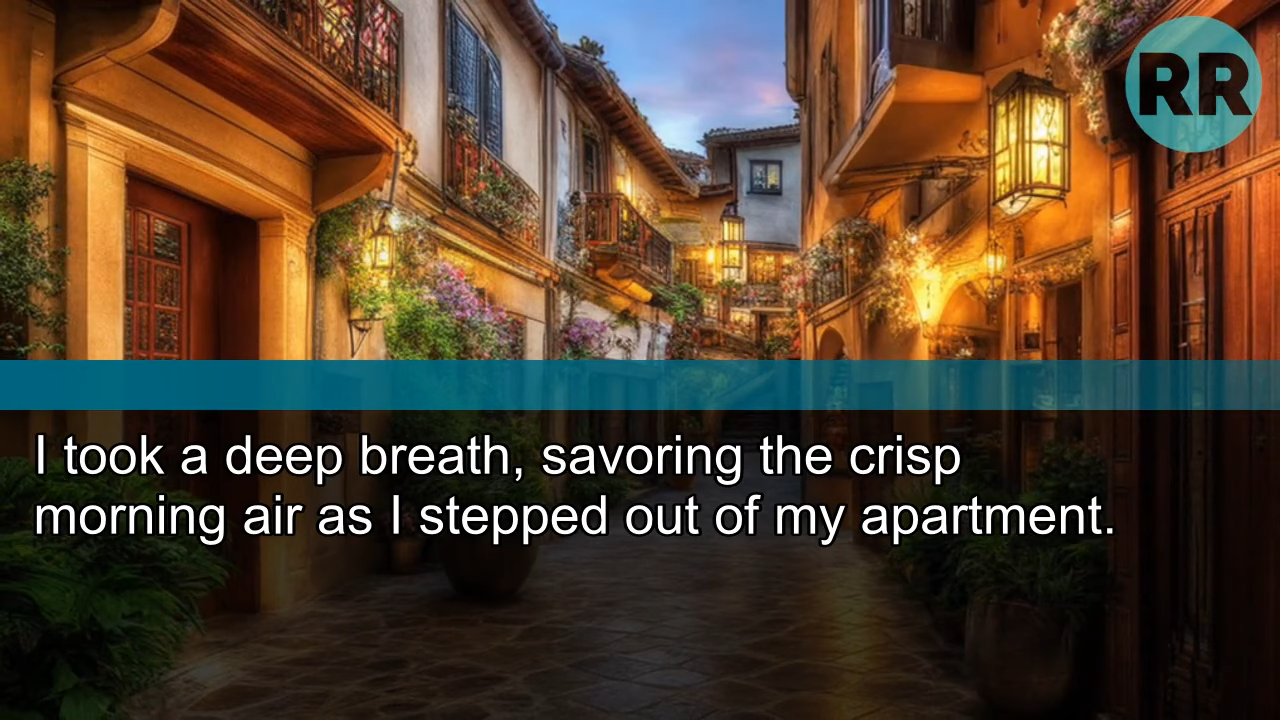 RR
I took a deep breath, savoring the crisp
morning air as I stepped out of my apartment.